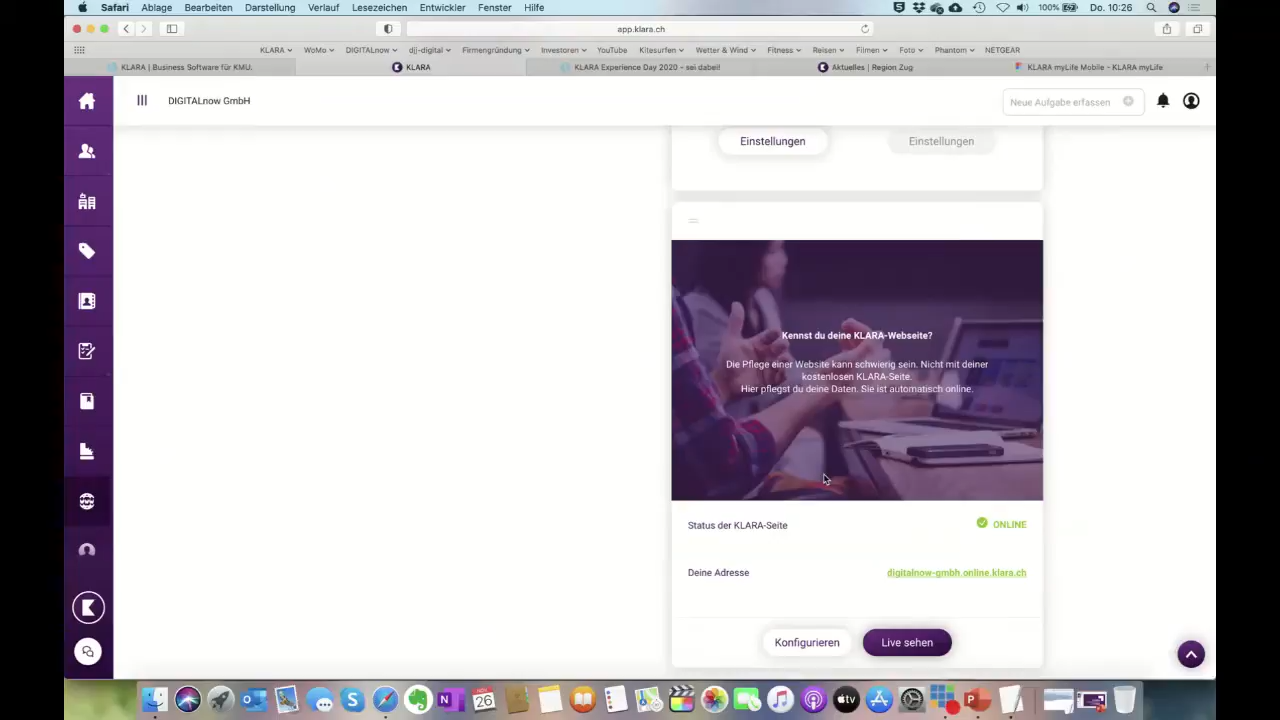 Safari Ablage Bearbeiten Darstellung Verlauf Lesezeichen Entwickler Fenster Hilfe 100% Do. 10:26
app.klara.ch
KLARA WoMo DIGITALnow djj-digital Firmengründung Investoren YouTube Kitesurfen Wetter & Wind Fitness Reisen Filmen Foto Phantom NETGEAR
KLARA | Business Software für KMU. KLARA KLARA Experience Day 2020 – sei dabei! Aktuelles | Region Zug KLARA myLife Mobile – KLARA myLife
DIGITALnow GmbH Neue Aufgabe erfassen
Einstellungen Einstellungen
Kennst du deine KLARA-Webseite?
Die Pflege einer Website kann schwierig sein. Nicht mit deiner
kostenlosen KLARA-Seite.
Hier pflegst du deine Daten. Sie ist automatisch online.
Status der KLARA-Seite ONLINE
Deine Adresse digitalnow-gmbh.online.klara.ch
Konfigurieren Live sehen
NOV
26
tv